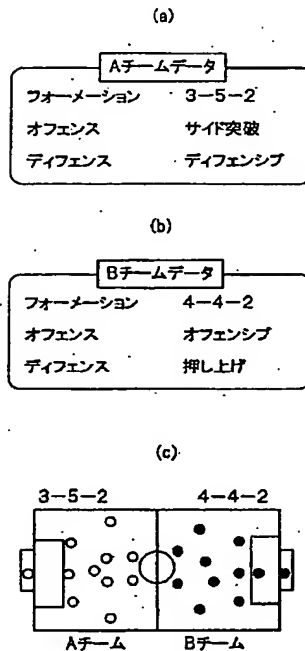 (a)
Aチームデータ
フォーメーション 3-5-2
オフェンス サイド突破
ディフェンス ディフェンシブ
(b)
Bチームデータ
フォーメーション 4-4-2
オフェンス オフェンシブ
ディフェンス 押し上げ
(c)
3-5-2 4-4-2
Aチーム Bチーム